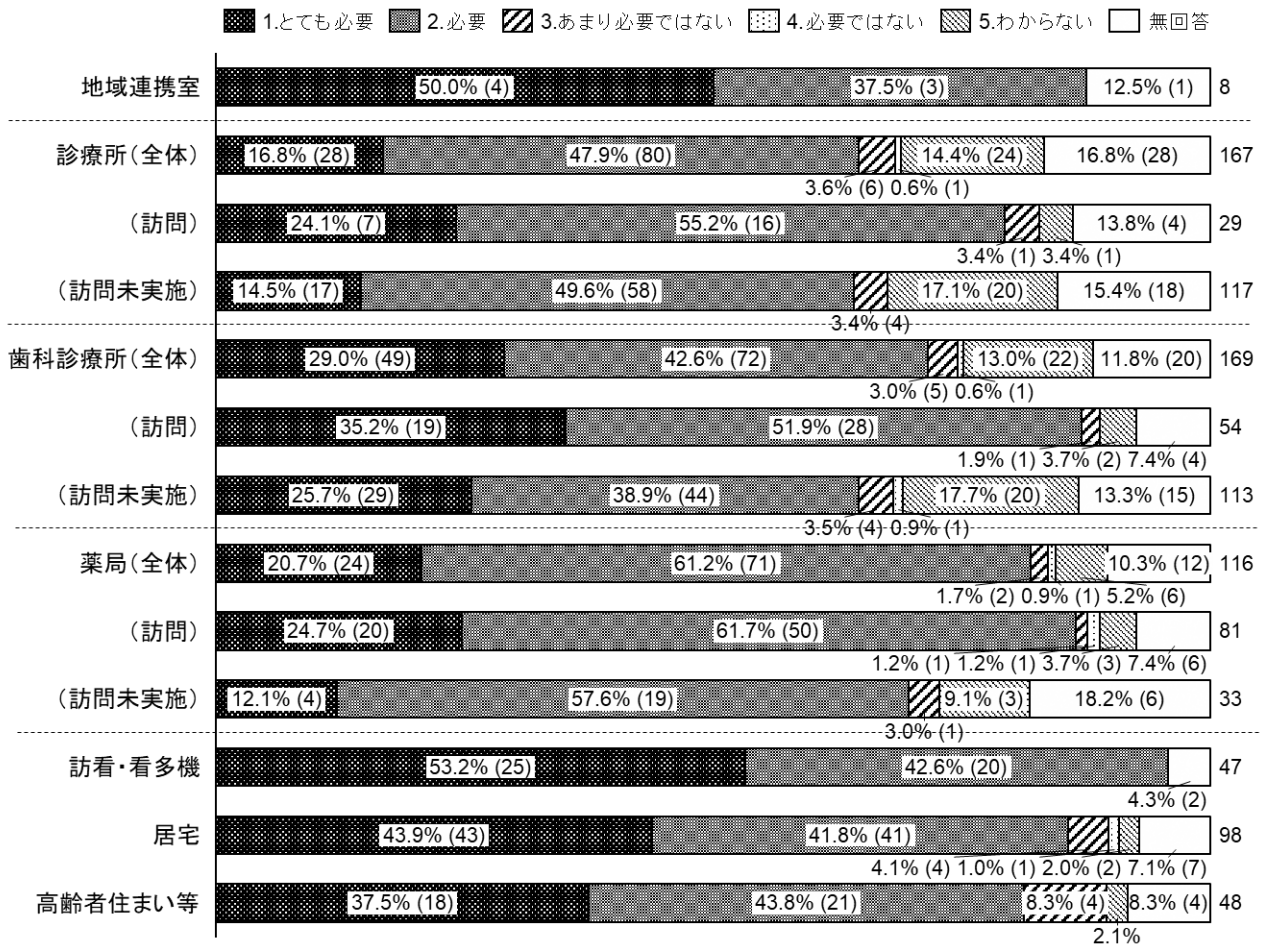 1.とても必要 2.必要 3.あまり必要ではない 4.必要ではない 5.わからない 無回答
地域連携室 50.0% (4) 37.5% (3) 12.5% (1) 8
診療所(全体) 16.8% (28) 47.9% (80) 14.4% (24) 16.8% (28) 167
3.6% (6) 0.6% (1)
(訪問) 24.1% (7) 55.2% (16) 13.8% (4) 29
3.4% (1) 3.4% (1)
(訪問未実施) 14.5% (17) 49.6% (58) 17.1% (20) 15.4% (18) 117
3.4% (4)
歯科診療所(全体) 29.0% (49) 42.6% (72) 13.0% (22) 11.8% (20) 169
3.0% (5) 0.6% (1)
(訪問) 35.2% (19) 51.9% (28) 54
1.9% (1) 3.7% (2) 7.4% (4)
(訪問未実施) 25.7% (29) 38.9% (44) 17.7% (20) 13.3% (15) 113
3.5% (4) 0.9% (1)
薬局(全体) 20.7% (24) 61.2% (71) 10.3% (12) 116
1.7% (2) 0.9% (1) 5.2% (6)
(訪問) 24.7% (20) 61.7% (50) 81
1.2% (1) 1.2% (1) 3.7% (3) 7.4% (6)
(訪問未実施) 12.1% (4) 57.6% (19) 9.1% (3) 18.2% (6) 33
3.0% (1)
訪看・看多機 53.2% (25) 42.6% (20) 47
4.3% (2)
居宅 43.9% (43) 41.8% (41) 98
4.1% (4) 1.0% (1) 2.0% (2) 7.1% (7)
高齢者住まい等 37.5% (18) 43.8% (21) 8.3% (4) 8.3% (4) 48
2.1%